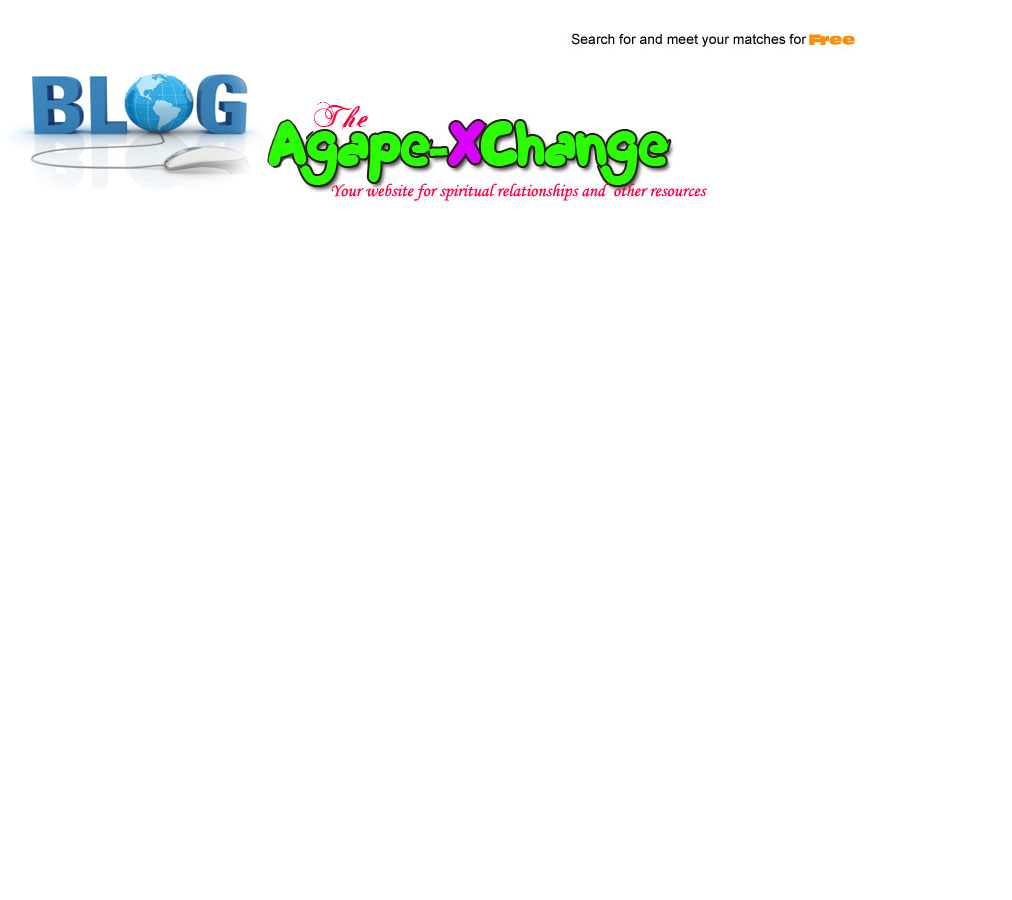 Search for and meet your matches for Free
BLOG
The
Agape-XChange
Your website for spiritual relationships and other resources